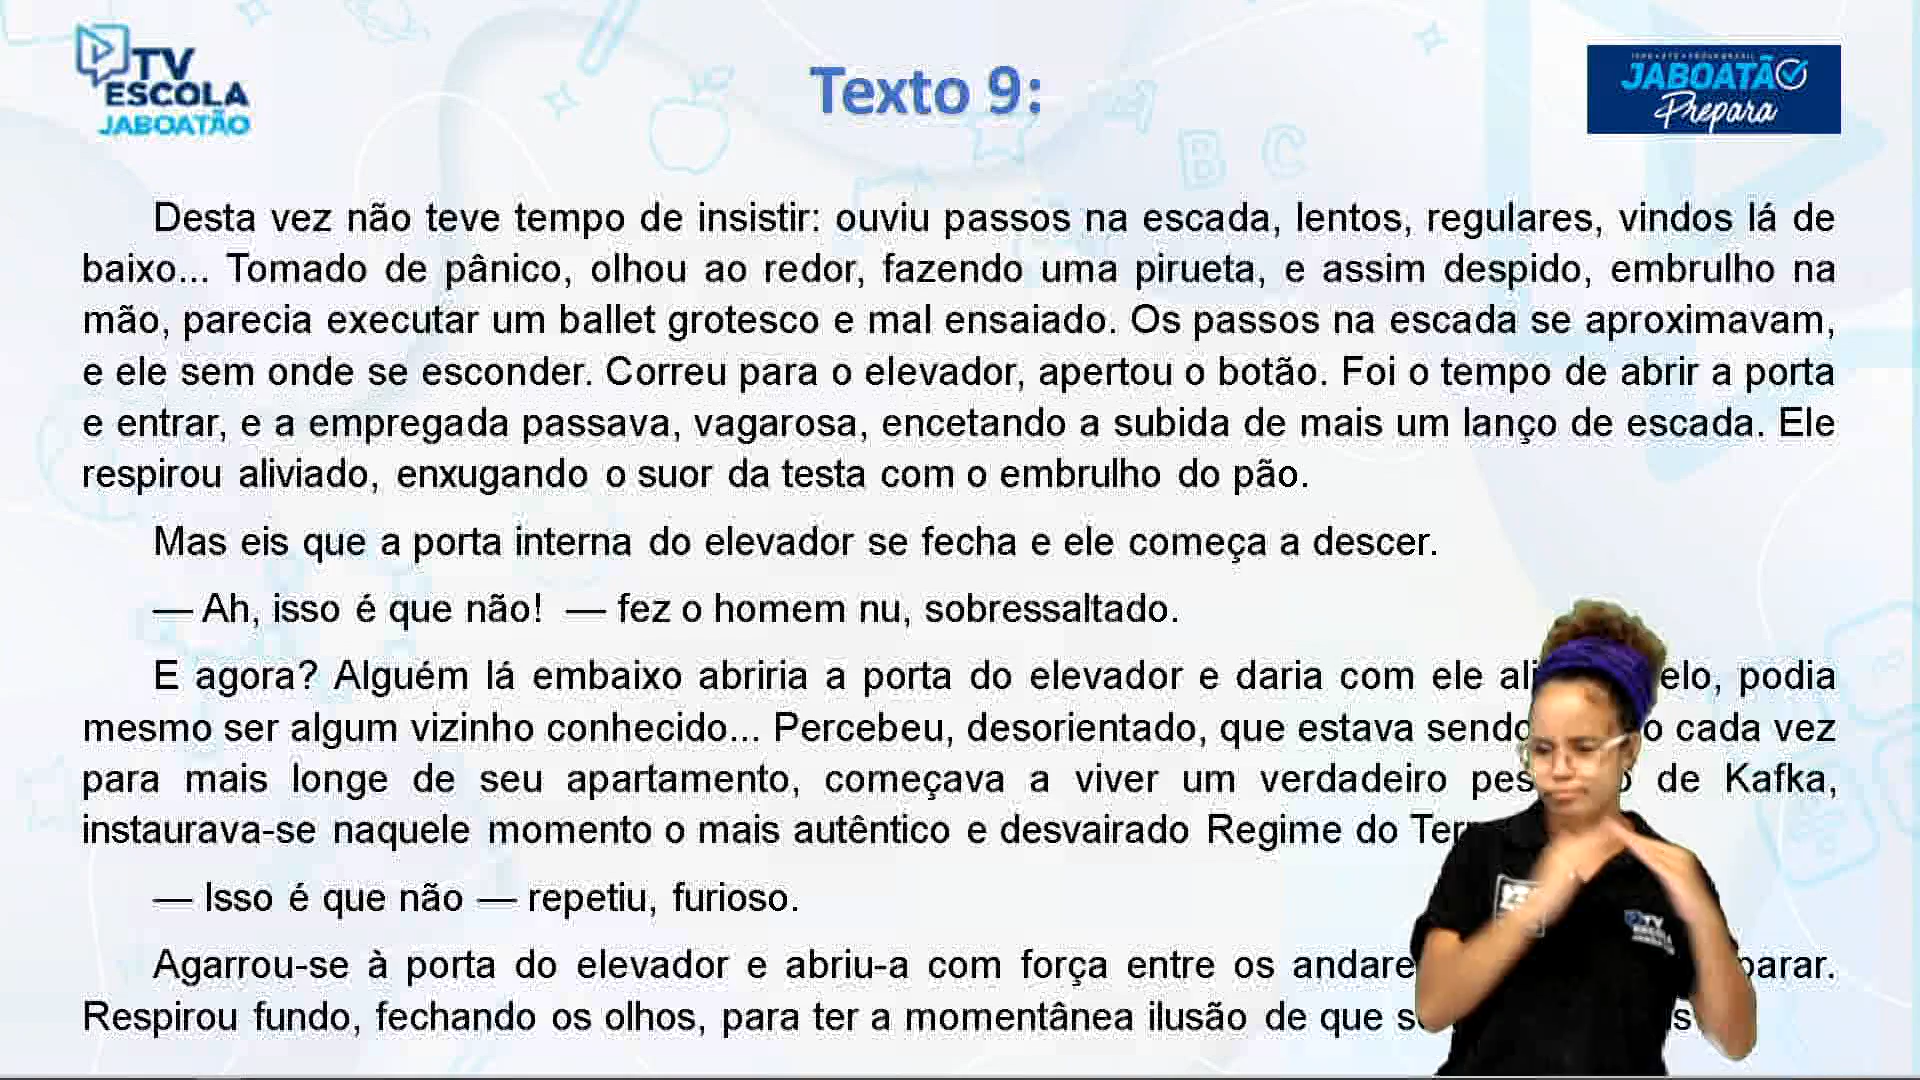 TV
ESCOLA
JABOATÃO
Texto 9:
JABOATÃO
Prepara
A
B C
Desta vez não teve tempo de insistir: ouviu passos na escada, lentos, regulares, vindos lá de
baixo... Tomado de pânico, olhou ao redor, fazendo uma pirueta, e assim despido, embrulho na
mão, parecia executar um ballet grotesco e mal ensaiado. Os passos na escada se aproximavam,
e ele sem onde se esconder. Correu para o elevador, apertou o botão. Foi o tempo de abrir a porta
e entrar, e a empregada passava, vagarosa, encetando a subida de mais um lanço de escada. Ele
respirou aliviado, enxugando o suor da testa com o embrulho do pão.
Mas eis que a porta interna do elevador se fecha e ele começa a descer.
— Ah, isso é que não! — fez o homem nu, sobressaltado.
E agora? Alguém lá embaixo abriria a porta do elevador e daria com ele podia
mesmo ser algum vizinho conhecido... Percebeu, desorientado, que estava sendo cada vez
para mais longe de seu apartamento, começava a viver um verdadeiro de Kafka,
instaurava-se naquele momento o mais autêntico e desvairado Regime do
— Isso é que não — repetiu, furioso.
Agarrou-se à porta do elevador e abriu-a com força entre os parar.
Respirou fundo, fechando os olhos, para ter a momentânea ilusão de que
TV
ESCOLA